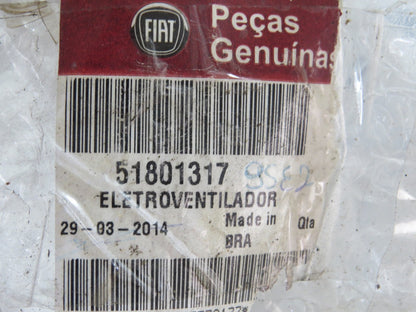 FIAT
Peças
Genuínas
51801317
ELETROVENTILADOR
29-03-2014
Made in
BRA
Qta